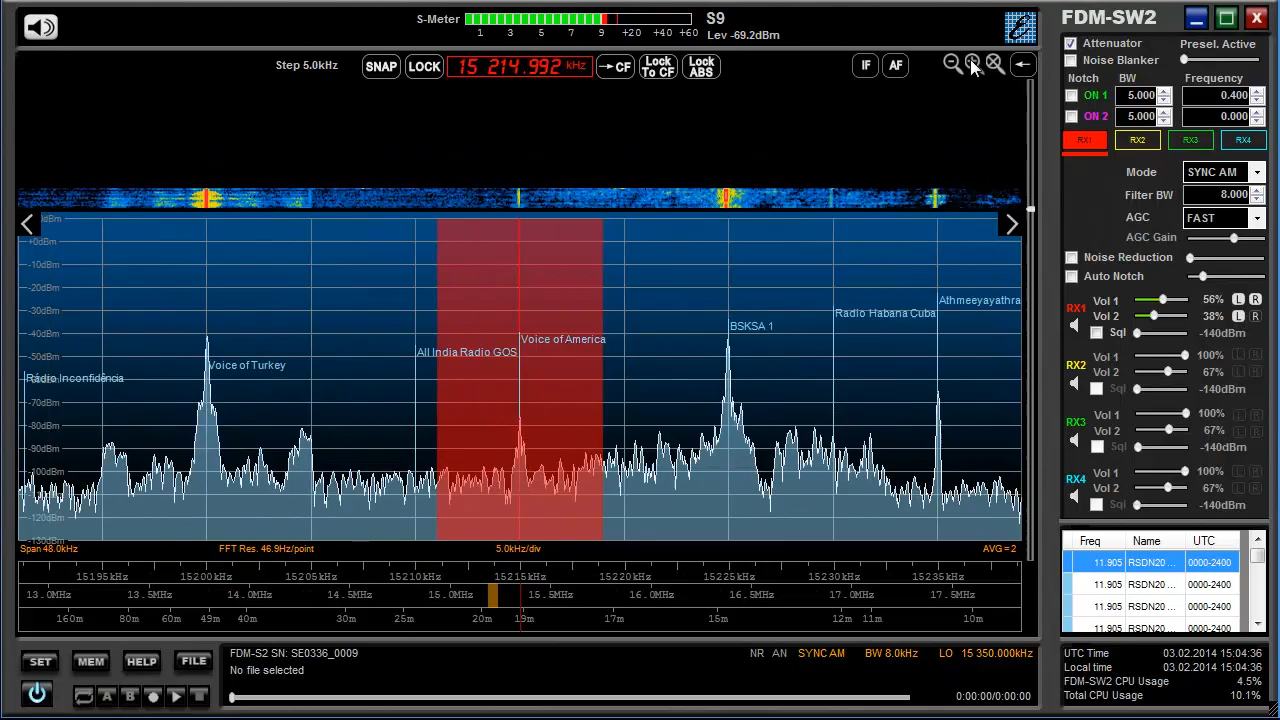 S-Meter
1 3 5 7 9 +20 +40 +60
S9
Lev -69.2dBm
FDM-SW2
X
Step 5.0kHz
SNAP
LOCK
15 214.992 kHz
→CF
Lock To CF
Lock ABS
IF
AF
+0dBm
-10dBm
-20dBm
-30dBm
-40dBm
-50dBm
-60dBm
-70dBm
-80dBm
-90dBm
-100dBm
-110dBm
-120dBm
-130dBm
Rádio Inconfidência
Voice of Turkey
All India Radio GOS
Voice of America
BSKSA 1
Radio Habana Cuba
Athmeeyayathra
Span 48.0kHz
FFT Res. 46.9Hz/point
5.0kHz/div
AVG = 2
15195kHz 15200kHz 15205kHz 15210kHz 15215kHz 15220kHz 15225kHz 15230kHz 15235kHz
13.0MHz 13.5MHz 14.0MHz 14.5MHz 15.0MHz 15.5MHz 16.0MHz 16.5MHz 17.0MHz 17.5MHz
160m 80m 60m 49m 40m 30m 25m 20m 19m 17m 15m 12m 11m 10m
SET
MEM
HELP
FILE
A
B
FDM-S2 SN: SE0336_0009
NR AN SYNC AM BW 8.0kHz LO 15 350.000kHz
No file selected
0:00:00/0:00:00
Attenuator
Presel. Active
Noise Blanker
Notch BW Frequency
ON 1 5.000 0.400
ON 2 5.000 0.000
RX1 RX2 RX3 RX4
Mode SYNC AM
Filter BW 8.000
AGC FAST
AGC Gain
Noise Reduction
Auto Notch
RX1
Vol 1 56% L R
Vol 2 38% L R
Sql -140dBm
RX2
Vol 1 100% L R
Vol 2 67% L R
Sql -140dBm
RX3
Vol 1 100% L R
Vol 2 67% L R
Sql -140dBm
RX4
Vol 1 100% L R
Vol 2 67% L R
Sql -140dBm
Freq Name UTC
11.905 RSDN20 ... 0000-2400
11.905 RSDN20 ... 0000-2400
11.905 RSDN20 ... 0000-2400
11.905 RSDN20 ... 0000-2400
UTC Time 03.02.2014 15:04:36
Local time 03.02.2014 15:04:36
FDM-SW2 CPU Usage 4.5%
Total CPU Usage 10.1%